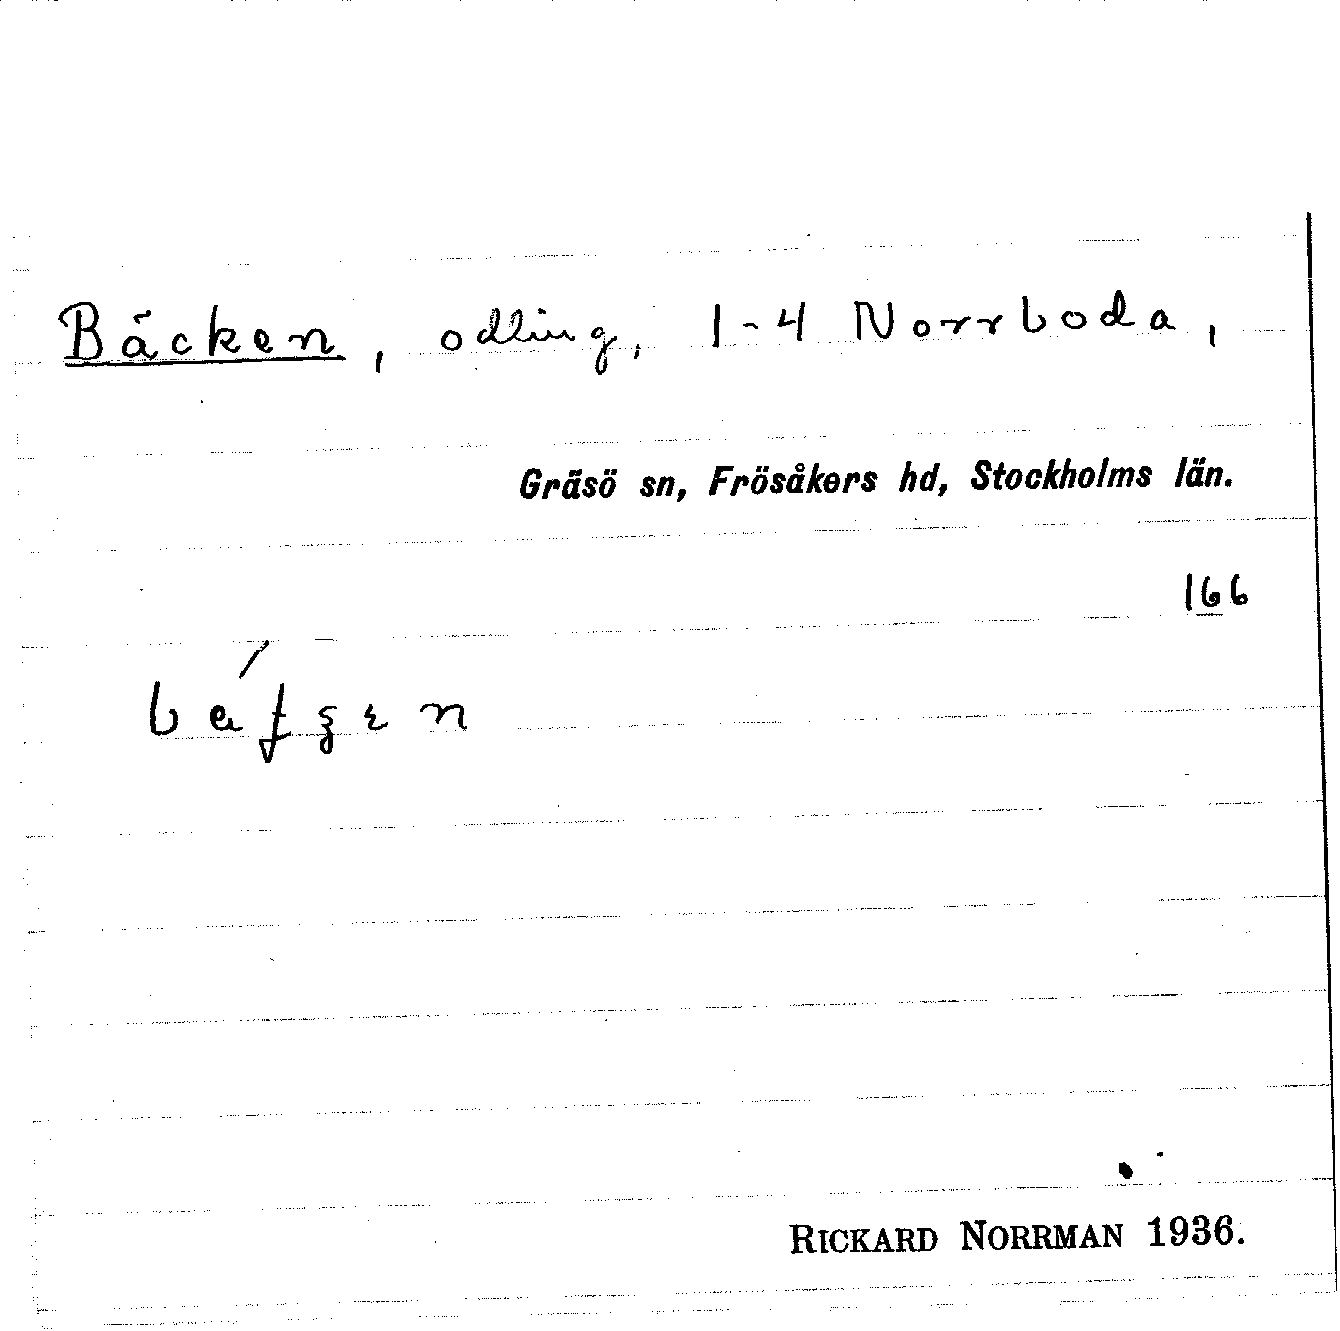 Bäcken, odling, 1-4 Norrboda,
Gräsö sn, Frösåkers hd, Stockholms län.
166
RICKARD NORRMAN 1936.